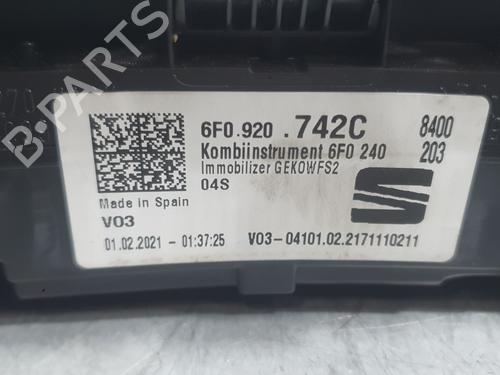 6F0.920 .742C 8400
Kombiinstrument 6F0 240 203
Immobilizer GEKOWFS2
04S
Made in Spain
V03
01.02.2021 - 01:37:25 V03-04101.02.2171110211